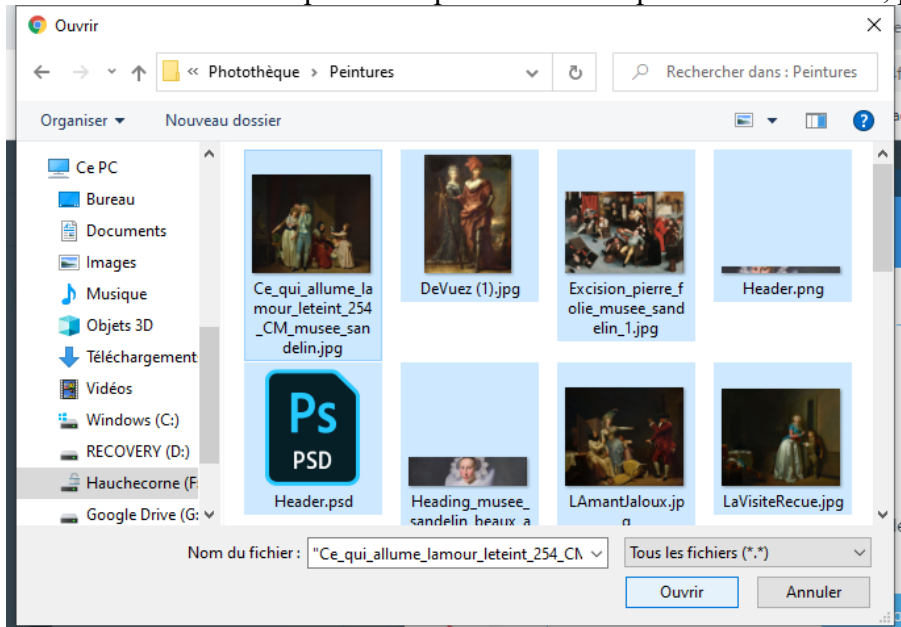 Ouvrir
« Photothèque › Peintures
Rechercher dans : Peintures
Organiser
Nouveau dossier
Ce PC
Bureau
Documents
Images
Musique
Objets 3D
Téléchargement
Vidéos
Windows (C:)
RECOVERY (D:)
Hauchecorne (F
Google Drive (G:
Ce_qui_allume_la
mour_leteint_254
_CM_musee_san
delin.jpg
DeVuez (1).jpg
Excision_pierre_f
olie_musee_sand
elin_1.jpg
Header.png
Ps
PSD
Header.psd
Heading_musee_
sandelin_beaux_a
LAmantJaloux.jp
g
LaVisiteRecue.jpg
Nom du fichier :
"Ce_qui_allume_lamour_leteint_254_CM
Tous les fichiers (*.*)
Ouvrir
Annuler